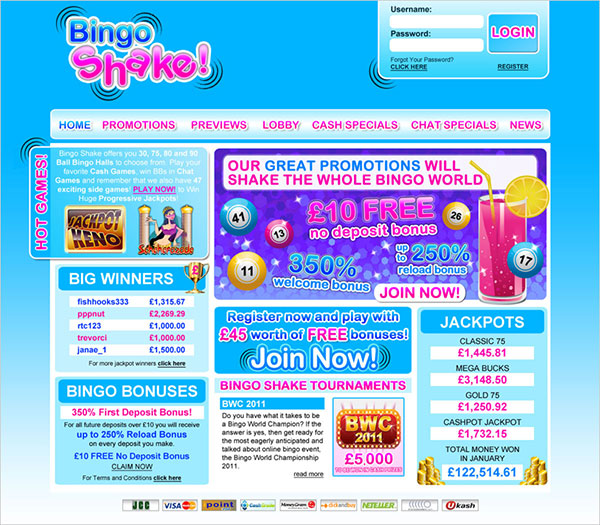 Bingo
Shake!
Username:
Password:
LOGIN
Forgot Your Password?
CLICK HERE
REGISTER
HOME
PROMOTIONS
PREVIEWS
LOBBY
CASH SPECIALS
CHAT SPECIALS
NEWS
HOT GAMES!
Bingo Shake offers you 30, 75, 80 and 90
Ball Bingo Halls to choose from. Play your
favorite Cash Games, win BBs in Chat
Games and remember that we also have 47
exciting side games! PLAY NOW! to Win
Huge Progressive Jackpots!
JACKPOT
KENO
OUR GREAT PROMOTIONS WILL
SHAKE THE WHOLE BINGO WORLD
£10 FREE
no deposit bonus
41
13
26
11
17
350%
welcome bonus
up to 250%
reload bonus
JOIN NOW!
BIG WINNERS
fishhooks333 £1,315.67
pppnut £2,269.29
rtc123 £1,000.00
trevorci £1,000.00
janae_1 £1,500.00
For more jackpot winners click here
BINGO BONUSES
350% First Deposit Bonus!
For all future deposits over £10 you will receive
up to 250% Reload Bonus
on every deposit you make.
£10 FREE No Deposit Bonus
CLAIM NOW
For Terms and Conditions click here
Register now and play with
£45 worth of FREE bonuses!
Join Now!
BINGO SHAKE TOURNAMENTS
BWC 2011
Do you have what it takes to be
a Bingo World Champion? If the
answer is yes, then get ready for
the most eagerly anticipated and
talked about online bingo event,
the Bingo World Championship
2011.
read more
BWC
2011
£5,000
TO BE WON IN CASH PRIZES
JACKPOTS
CLASSIC 75
£1,445.81
MEGA BUCKS
£3,148.50
GOLD 75
£1,250.92
CASHPOT JACKPOT
£1,732.15
TOTAL MONEY WON
IN JANUARY
£122,514.61
JCC
VISA
point
MoneyGram
clickandbuy
NETELLER
Ukash